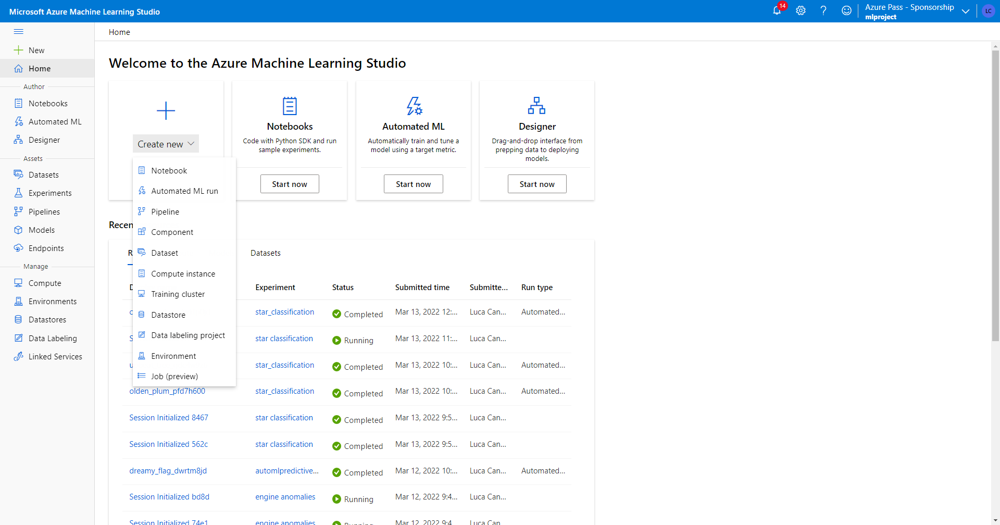 Microsoft Azure Machine Learning Studio
14
Azure Pass - Sponsorship
mlproject
LC
Home
New
Home
Author
Notebooks
Automated ML
Designer
Assets
Datasets
Experiments
Pipelines
Models
Endpoints
Manage
Compute
Environments
Datastores
Data Labeling
Linked Services
Welcome to the Azure Machine Learning Studio
Create new
Notebook
Automated ML run
Pipeline
Component
Dataset
Compute instance
Training cluster
Datastore
Data labeling project
Environment
Job (preview)
Notebooks
Code with Python SDK and run
sample experiments.
Start now
Automated ML
Automatically train and tune a
model using a target metric.
Start now
Designer
Drag-and-drop interface from
prepping data to deploying
models.
Start now
Recen
R Datasets
D Experiment Status Submitted time Submitte... Run type
star_classification Completed Mar 13, 2022 12:... Luca Can... Automated...
S star classification Running Mar 13, 2022 11:... Luca Can...
u star_classification Completed Mar 13, 2022 10:... Luca Can... Automated...
olden_plum_pfd7h600 star_classification Completed Mar 13, 2022 10:... Luca Can... Automated...
Session Initialized 8467 star classification Completed Mar 13, 2022 9:5... Luca Can...
Session Initialized 562c star classification Completed Mar 13, 2022 9:5... Luca Can...
dreamy_flag_dwrtm8jd automlpredictive... Completed Mar 12, 2022 10:... Luca Can... Automated...
Session Initialized bd8d engine anomalies Running Mar 12, 2022 9:4... Luca Can...
Session Initialized 74e1 engine anomalies Running Mar 12, 2022 9:4... Luca Can...